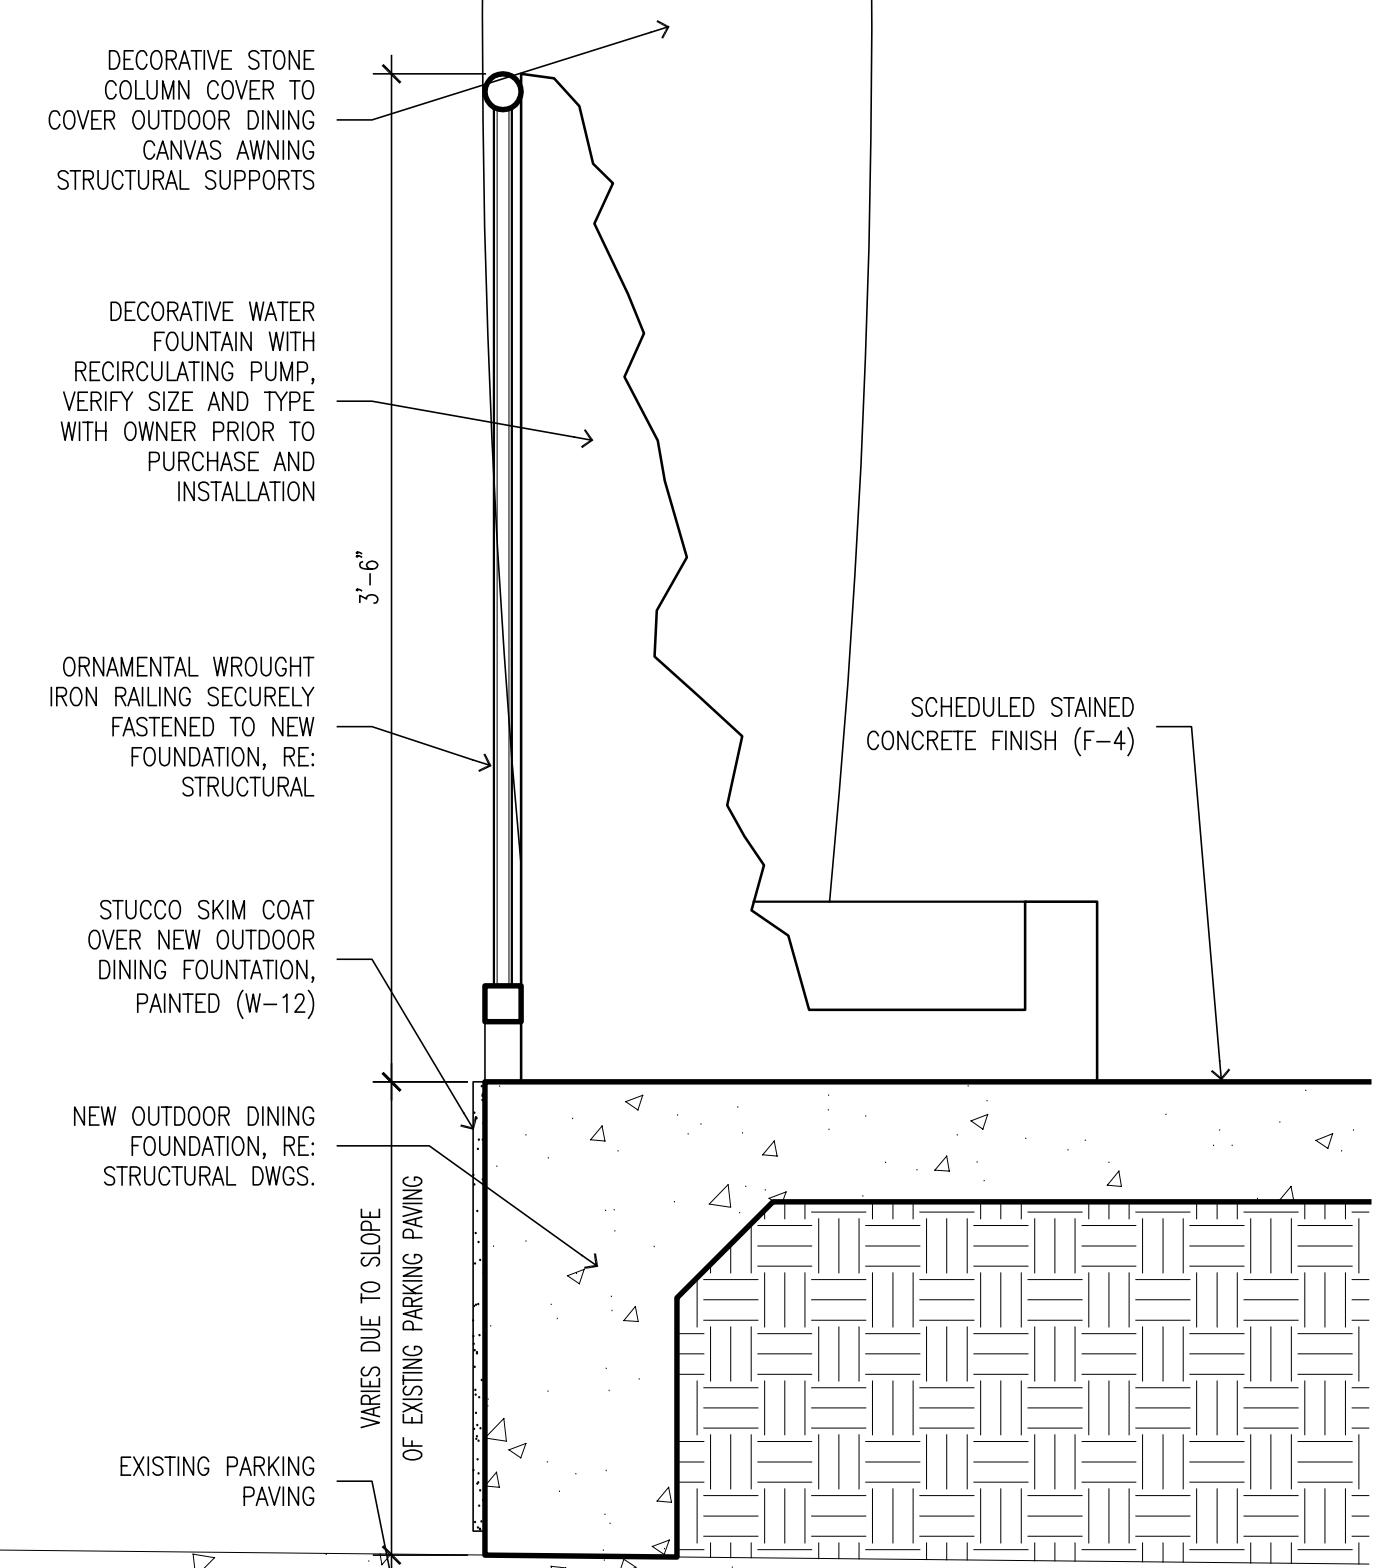 DECORATIVE STONE
COLUMN COVER TO
COVER OUTDOOR DINING
CANVAS AWNING
STRUCTURAL SUPPORTS
DECORATIVE WATER
FOUNTAIN WITH
RECIRCULATING PUMP,
VERIFY SIZE AND TYPE
WITH OWNER PRIOR TO
PURCHASE AND
INSTALLATION
3'-6"
ORNAMENTAL WROUGHT
IRON RAILING SECURELY
FASTENED TO NEW
FOUNDATION, RE:
STRUCTURAL
SCHEDULED STAINED
CONCRETE FINISH (F-4)
STUCCO SKIM COAT
OVER NEW OUTDOOR
DINING FOUNTATION,
PAINTED (W-12)
NEW OUTDOOR DINING
FOUNDATION, RE:
STRUCTURAL DWGS.
VARIES DUE TO SLOPE
OF EXISTING PARKING PAVING
EXISTING PARKING
PAVING